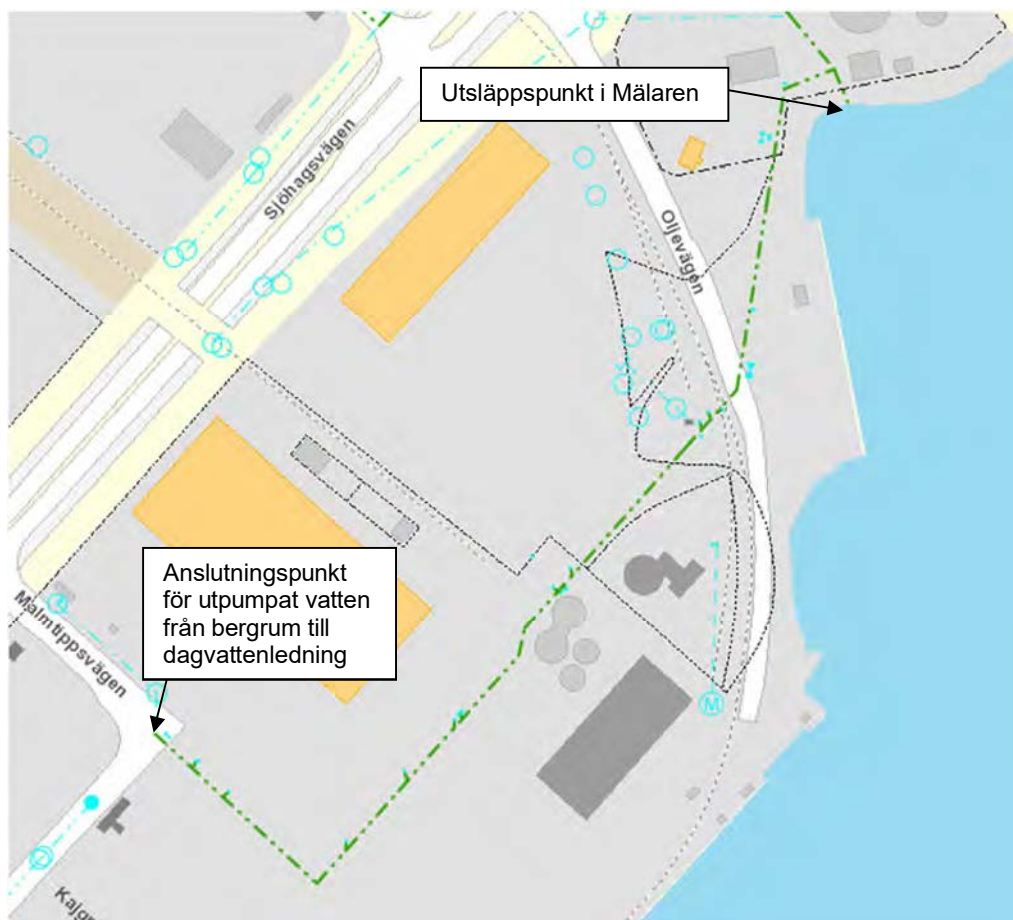 Utsläppspunkt i Mälaren
Sjöhagsvägen
Oljevägen
Anslutningspunkt
för utpumpat vatten
från bergrum till
dagvattenledning
Malmtippsvägen
M